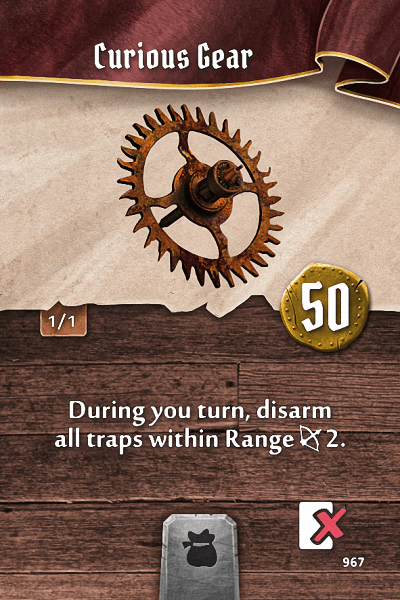 Curious Gear
1/1
50
During you turn, disarm
all traps within Range 2.
967